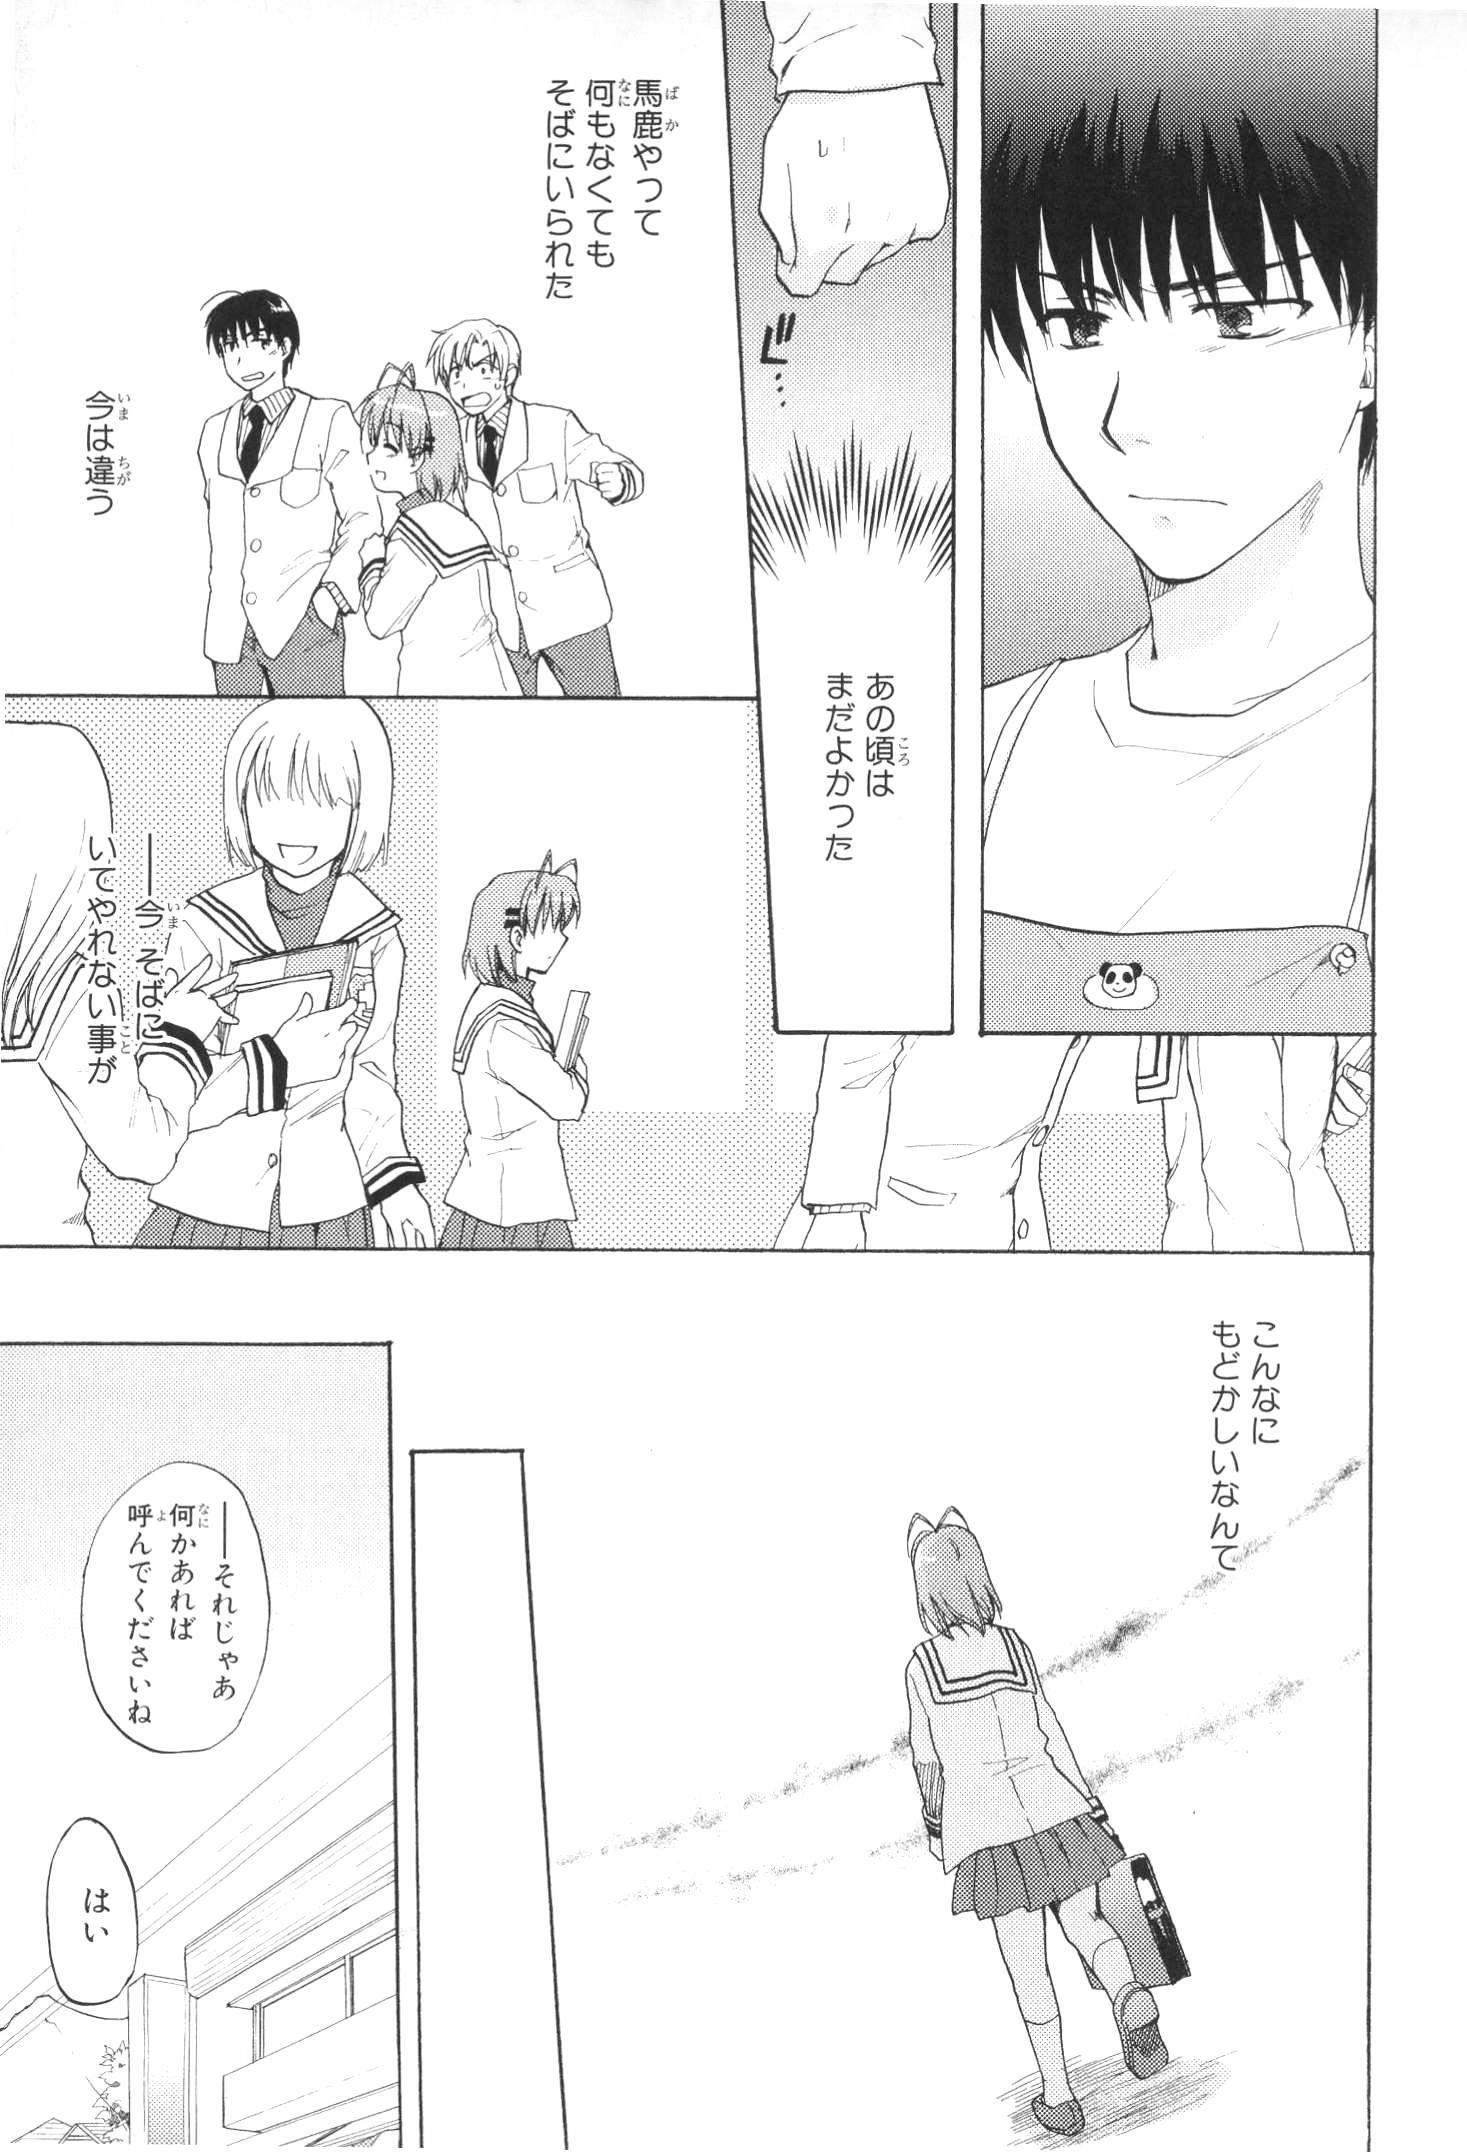 ぐ…
あの頃は
まだよかった
馬鹿やって
何もなくても
そばにいられた
今は違う
──今 そばに
いてやれない事が
こんなに
もどかしいなんて
──それじゃあ
何かあれば
呼んでくださいね
はい